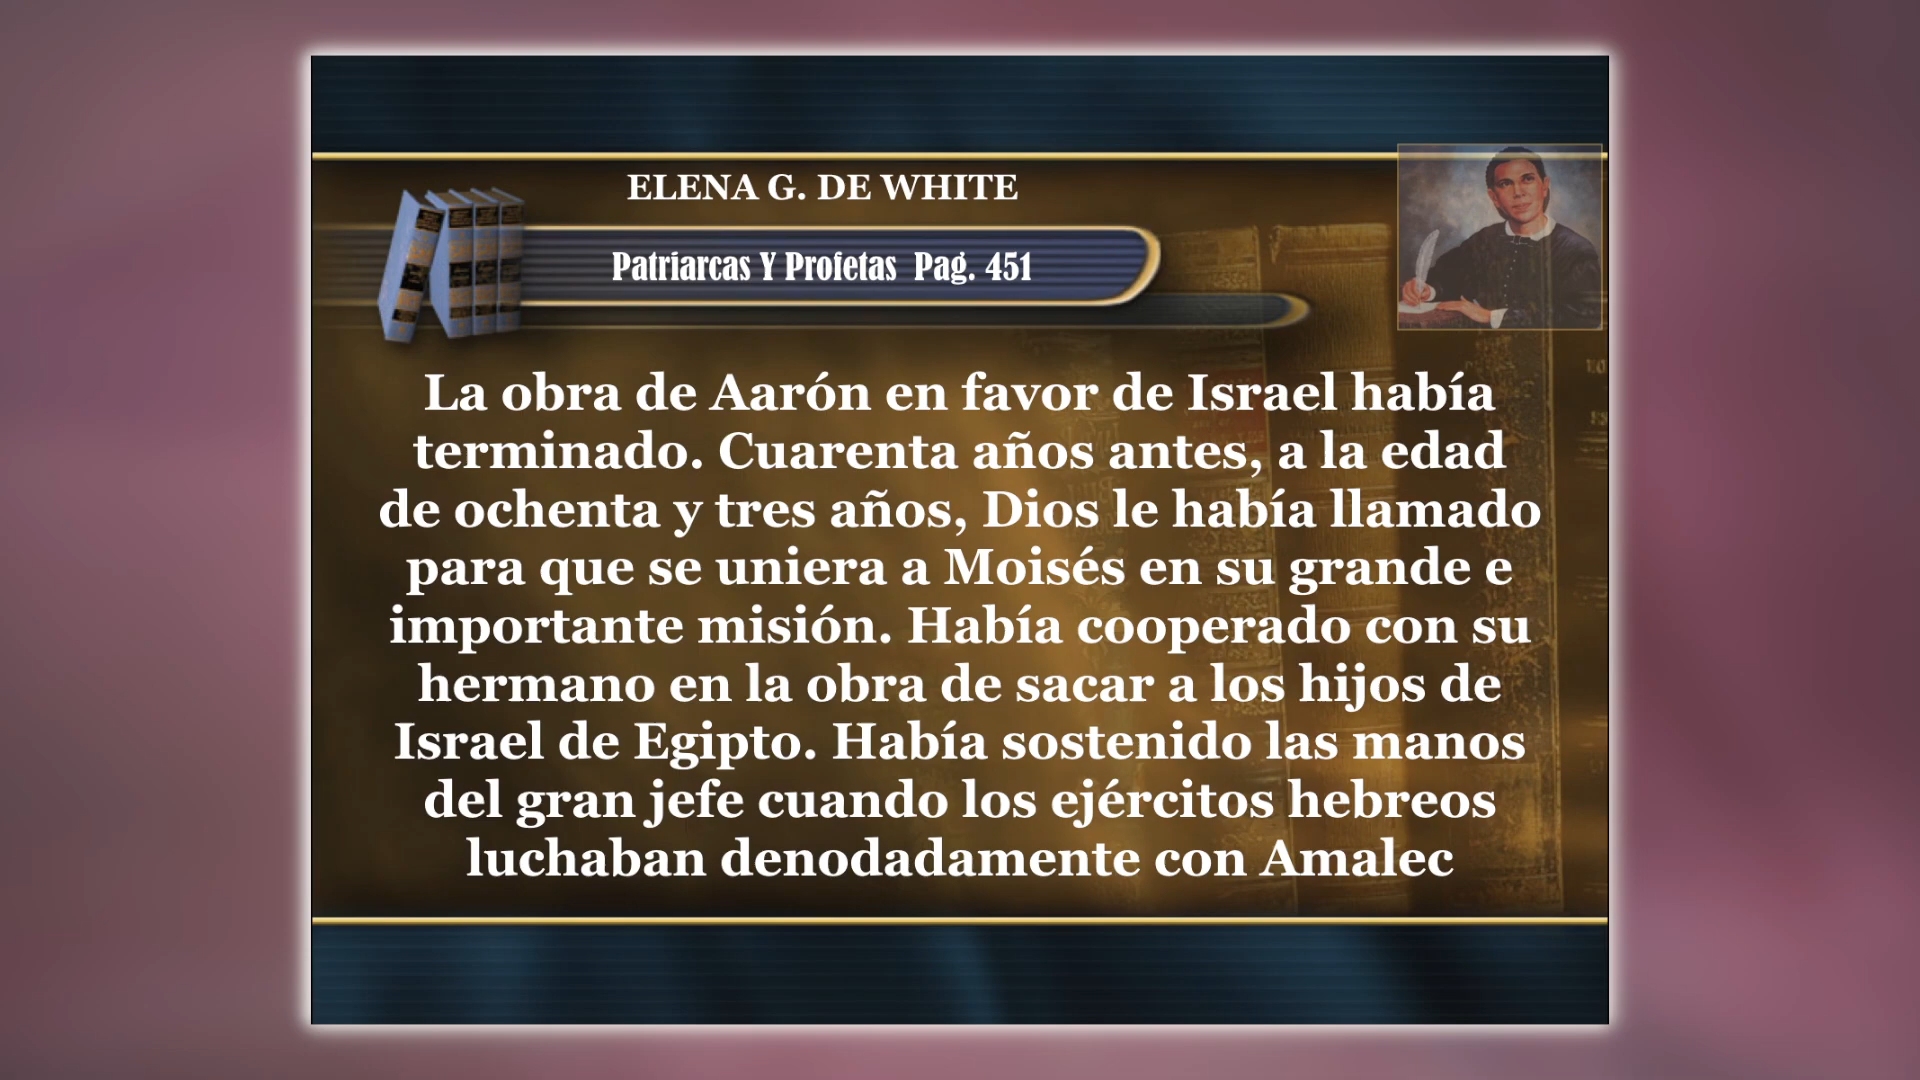 ELENA G. DE WHITE
Patriarcas Y Profetas Pag. 451
La obra de Aarón en favor de Israel había
terminado. Cuarenta años antes, a la edad
de ochenta y tres años, Dios le había llamado
para que se uniera a Moisés en su grande e
importante misión. Había cooperado con su
hermano en la obra de sacar a los hijos de
Israel de Egipto. Había sostenido las manos
del gran jefe cuando los ejércitos hebreos
luchaban denodadamente con Amalec